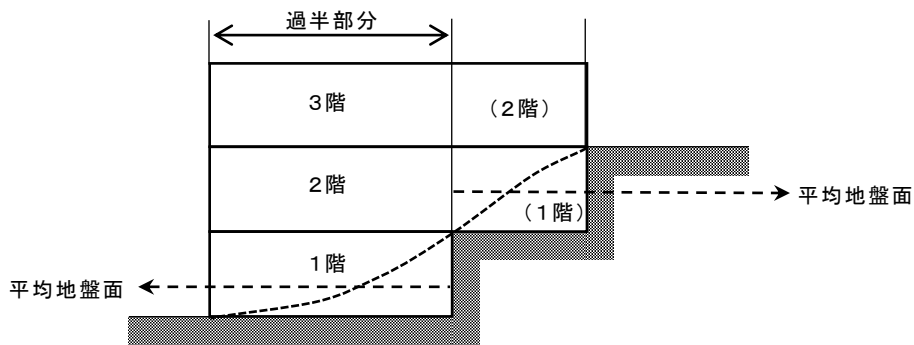 過半部分
3階
(2階)
2階
平均地盤面
(1階)
1階
平均地盤面